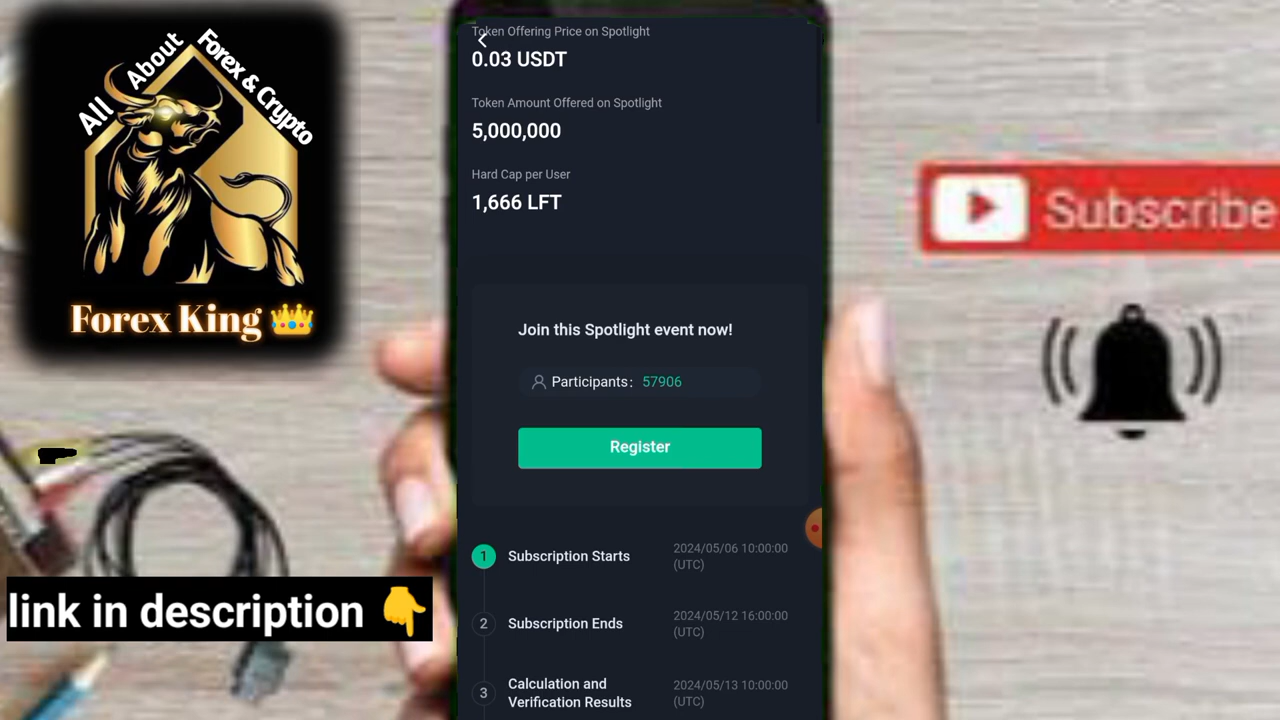 All About Forex & Crypto
Forex King 👑
link in description 👇
Token Offering Price on Spotlight
0.03 USDT
Token Amount Offered on Spotlight
5,000,000
Hard Cap per User
1,666 LFT
Join this Spotlight event now!
Participants: 57906
Register
1 Subscription Starts 2024/05/06 10:00:00
(UTC)
2 Subscription Ends 2024/05/12 16:00:00
(UTC)
3 Calculation and
Verification Results 2024/05/13 10:00:00
(UTC)
Subscribe